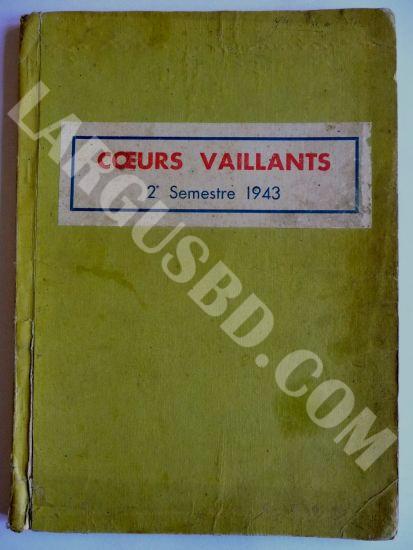 CŒURS VAILLANTS
2e Semestre 1943
LARGUSBD.COM